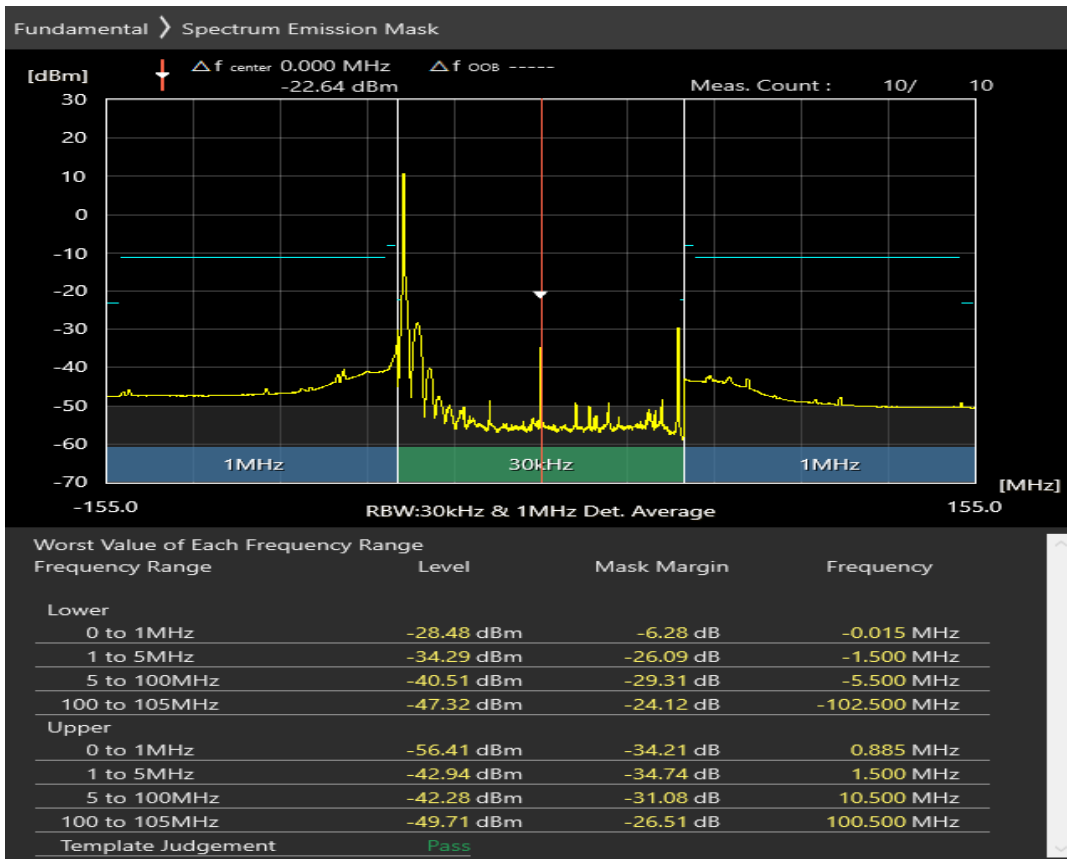 Fundamental ❯ Spectrum Emission Mask
[dBm]
△f center 0.000 MHz △f OOB -----
-22.64 dBm
Meas. Count : 10/ 10
30
20
10
0
-10
-20
-30
-40
-50
-60
-70
1MHz 30kHz 1MHz
[MHz]
-155.0 RBW:30kHz & 1MHz Det. Average 155.0
Worst Value of Each Frequency Range
Frequency Range Level Mask Margin Frequency
Lower
0 to 1MHz -28.48 dBm -6.28 dB -0.015 MHz
1 to 5MHz -34.29 dBm -26.09 dB -1.500 MHz
5 to 100MHz -40.51 dBm -29.31 dB -5.500 MHz
100 to 105MHz -47.32 dBm -24.12 dB -102.500 MHz
Upper
0 to 1MHz -56.41 dBm -34.21 dB 0.885 MHz
1 to 5MHz -42.94 dBm -34.74 dB 1.500 MHz
5 to 100MHz -42.28 dBm -31.08 dB 10.500 MHz
100 to 105MHz -49.71 dBm -26.51 dB 100.500 MHz
Template Judgement Pass